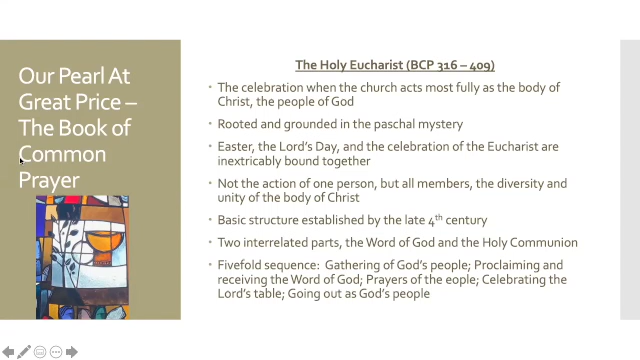 Our Pearl At
Great Price –
The Book of
Common
Prayer
The Holy Eucharist (BCP 316 – 409)
The celebration when the church acts most fully as the body of
Christ, the people of God
Rooted and grounded in the paschal mystery
Easter, the Lord's Day, and the celebration of the Eucharist are
inextricably bound together
Not the action of one person, but all members, the diversity and
unity of the body of Christ
Basic structure established by the late 4th century
Two interrelated parts, the Word of God and the Holy Communion
Fivefold sequence: Gathering of God's people; Proclaiming and
receiving the Word of God; Prayers of the eople; Celebrating the
Lord's table; Going out as God's people